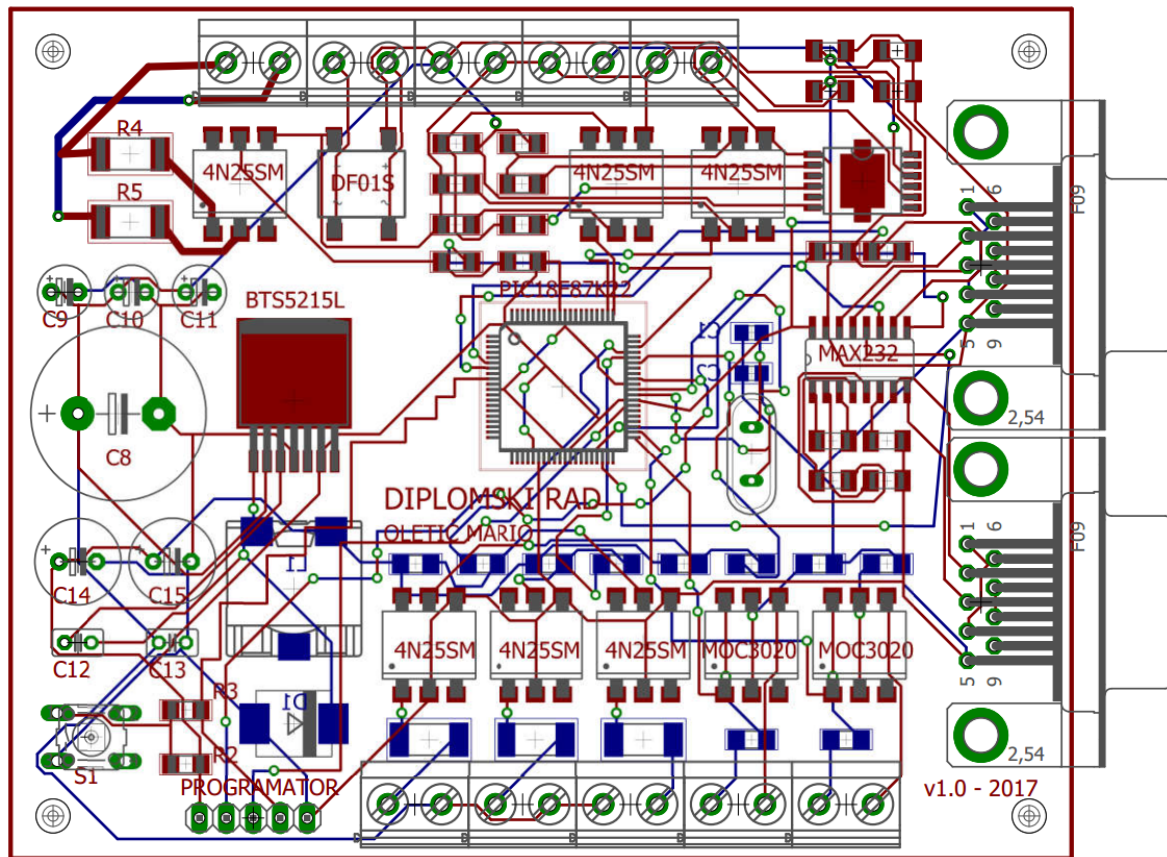 R4
4N25SM
DF01S
4N25SM
4N25SM
R5
1
6
F09
C9
C10
C11
BTS5215L
PIC18F87K22
C1
MAX232
5
9
C8
2,54
DIPLOMSKI RAD
OLETIC MARIO
1
6
F09
L1
C14
C15
4N25SM
4N25SM
4N25SM
MOC3020
MOC3020
C12
C13
5
9
R3
D1
R2
S1
PROGRAMATOR
2,54
v1.0 - 2017